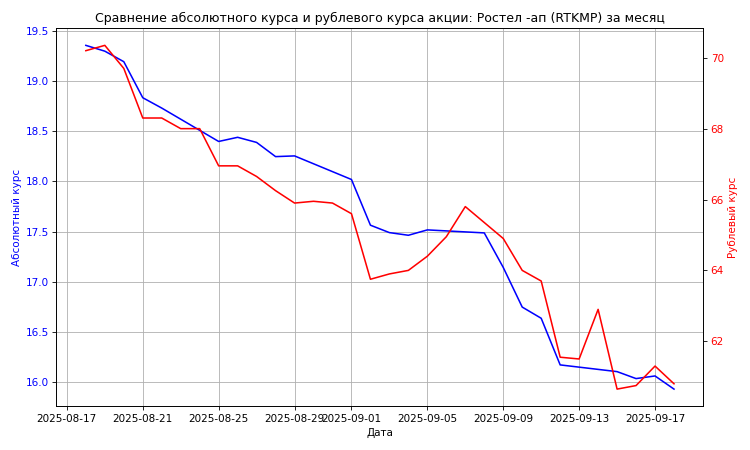 Сравнение абсолютного курса и рублевого курса акции: Ростел -ап (RTKMP) за месяц
19.5
19.0
18.5
18.0
17.5
17.0
16.5
16.0
Абсолютный курс
70
68
66
64
62
Рублевый курс
2025-08-17 2025-08-21 2025-08-25 2025-08-29 2025-09-01 2025-09-05 2025-09-09 2025-09-13 2025-09-17
Дата